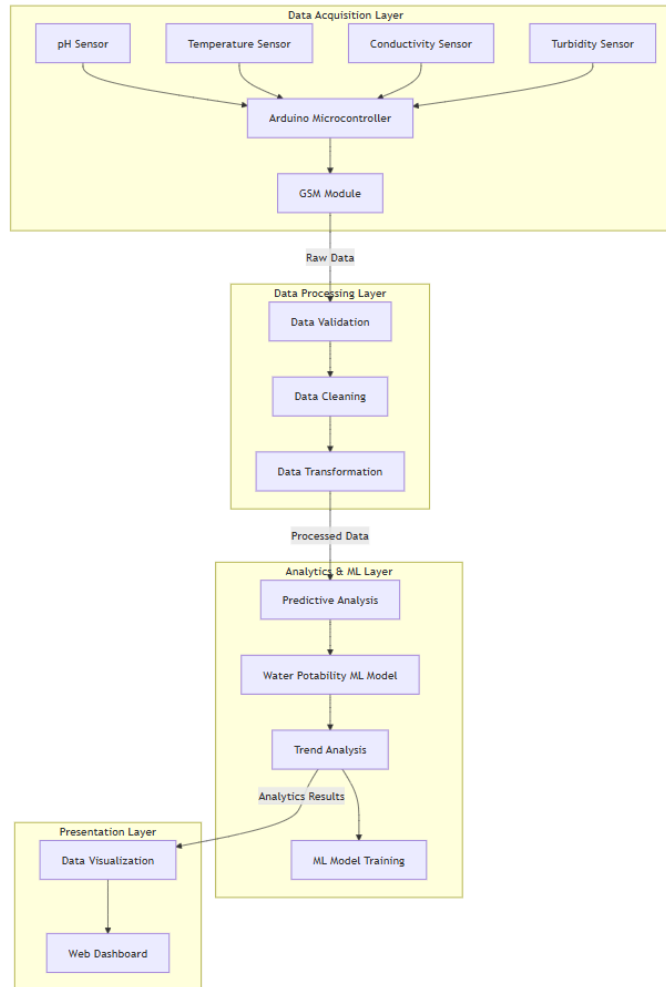 Data Acquisition Layer
pH Sensor
Temperature Sensor
Conductivity Sensor
Turbidity Sensor
Arduino Microcontroller
GSM Module
Raw Data
Data Processing Layer
Data Validation
Data Cleaning
Data Transformation
Processed Data
Analytics & ML Layer
Predictive Analysis
Water Potability ML Model
Trend Analysis
Analytics Results
Presentation Layer
Data Visualization
ML Model Training
Web Dashboard